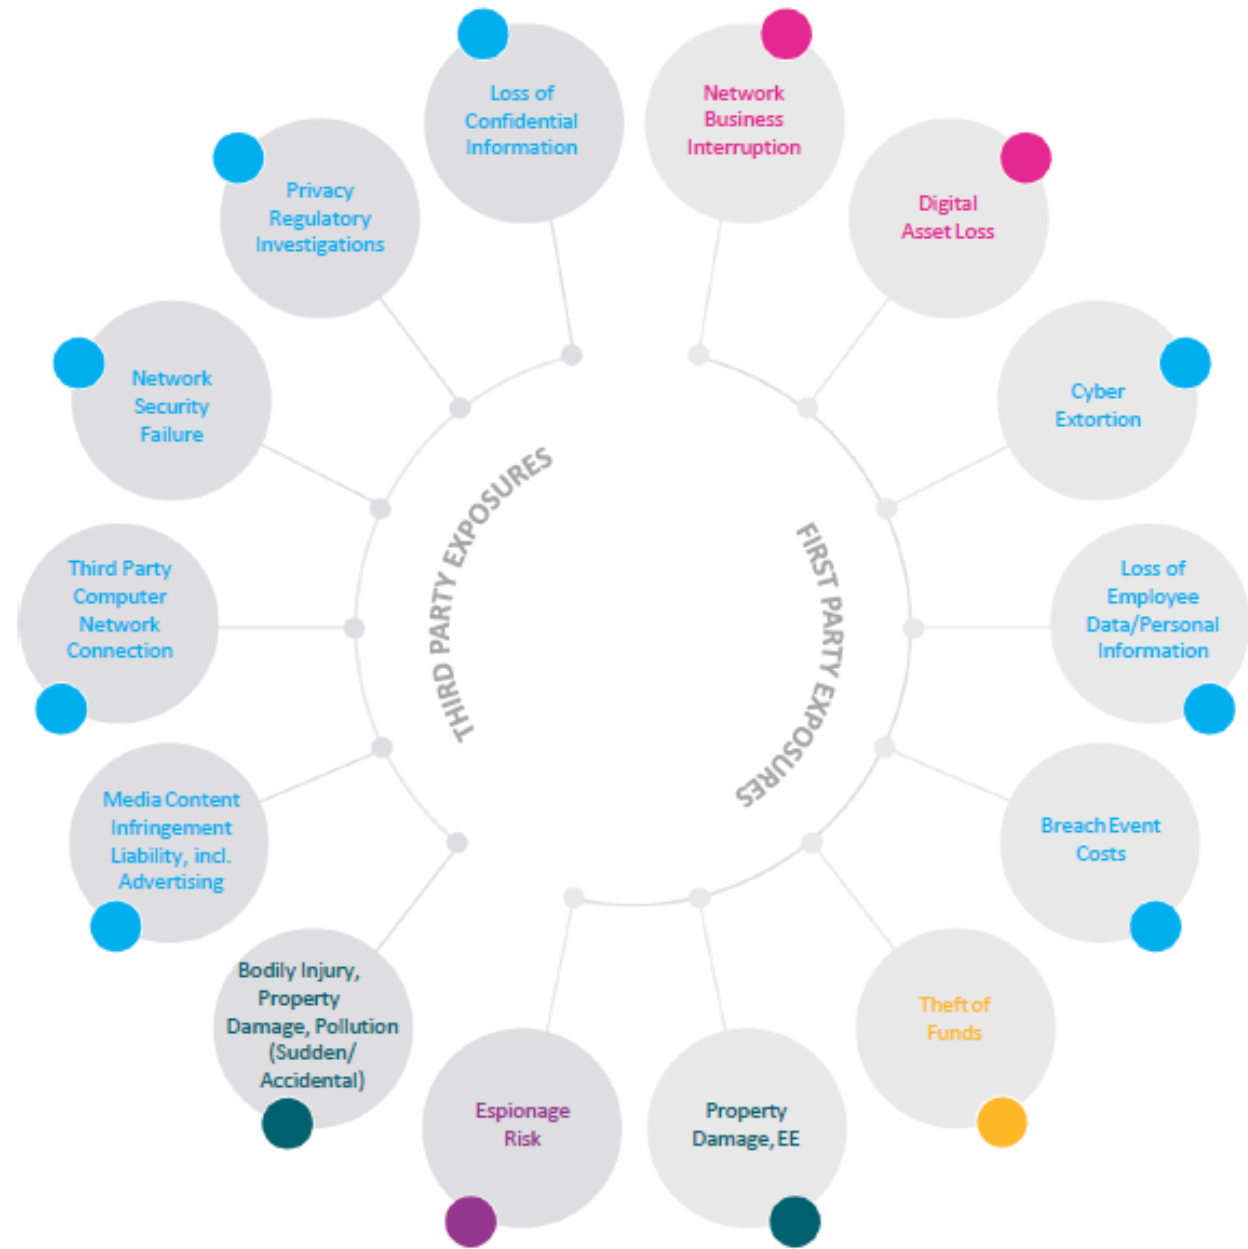 Loss of
Confidential
Information
Network
Business
Interruption
Privacy
Regulatory
Investigations
Digital
Asset Loss
Network
Security
Failure
Cyber
Extortion
THIRD PARTY EXPOSURES
FIRST PARTY EXPOSURES
Third Party
Computer
Network
Connection
Loss of
Employee
Data/Personal
Information
Media Content
Infringement
Liability, incl.
Advertising
Breach Event
Costs
Bodily Injury,
Property
Damage, Pollution
(Sudden/
Accidental)
Theft of
Funds
Espionage
Risk
Property
Damage, EE